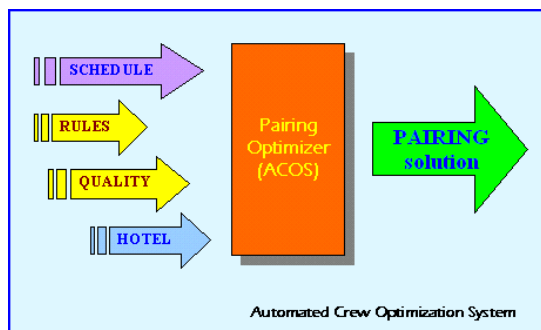 SCHEDULE
RULES
QUALITY
HOTEL
Pairing
Optimizer
(ACOS)
PAIRING
solution
Automated Crew Optimization System